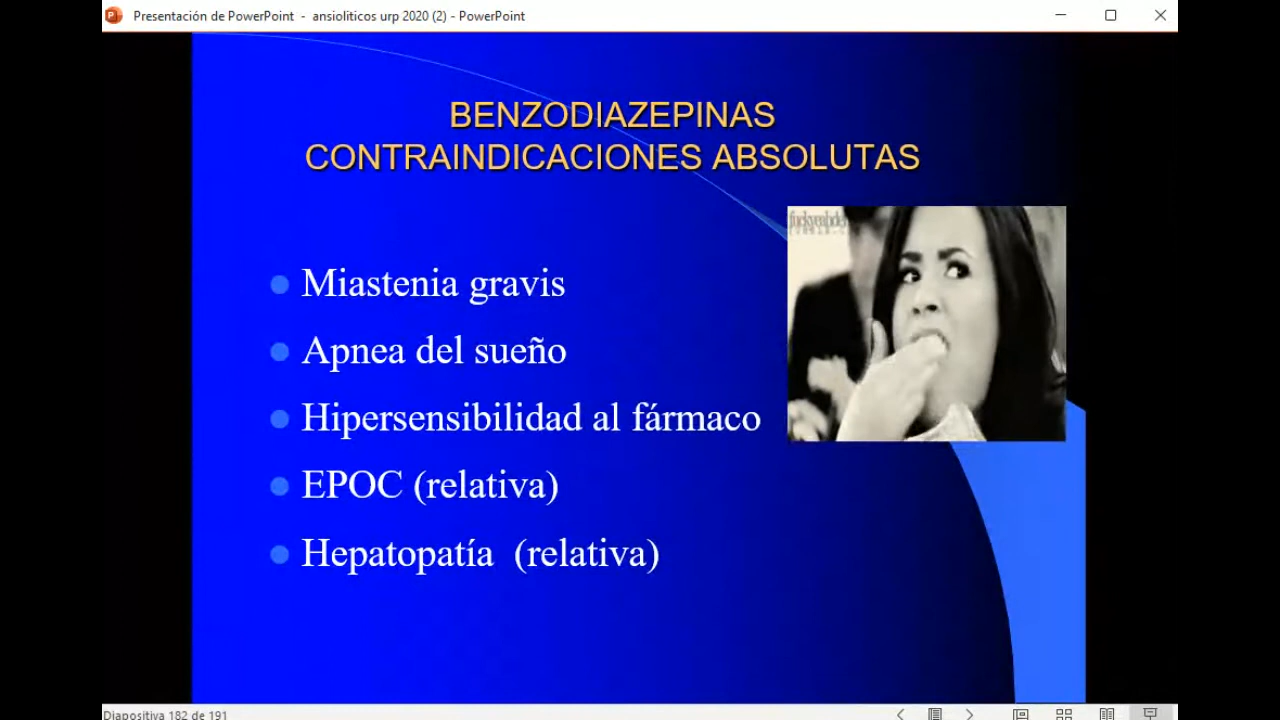 Presentación de PowerPoint - ansioliticos urp 2020 (2) - PowerPoint
BENZODIAZEPINAS
CONTRAINDICACIONES ABSOLUTAS
Miastenia gravis
Apnea del sueño
Hipersensibilidad al fármaco
EPOC (relativa)
Hepatopatía (relativa)
Diapositiva 182 de 191